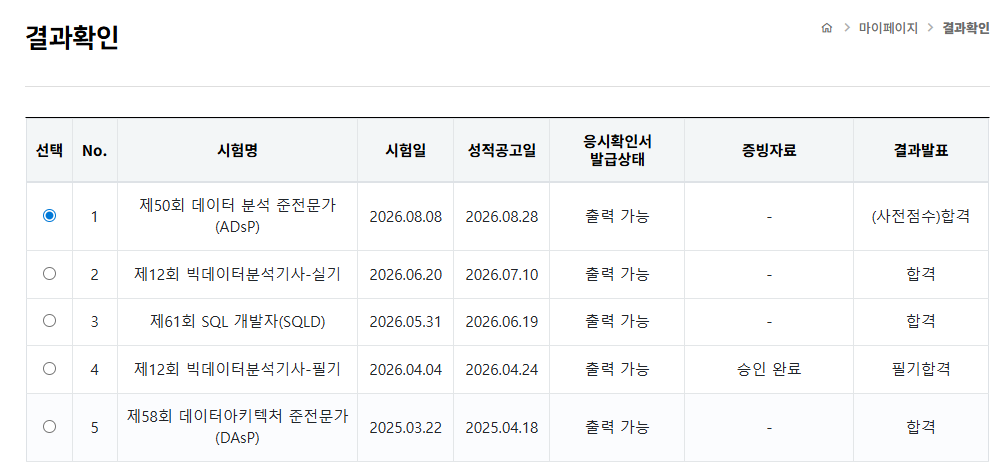 결과확인
마이페이지 > 결과확인
선택 No. 시험명 시험일 성적공고일 응시확인서 발급상태 증빙자료 결과발표
1 제50회 데이터 분석 준전문가 (ADsP) 2026.08.08 2026.08.28 출력 가능 - (사전점수)합격
2 제12회 빅데이터분석기사-실기 2026.06.20 2026.07.10 출력 가능 - 합격
3 제61회 SQL 개발자(SQLD) 2026.05.31 2026.06.19 출력 가능 - 합격
4 제12회 빅데이터분석기사-필기 2026.04.04 2026.04.24 출력 가능 승인 완료 필기합격
5 제58회 데이터아키텍처 준전문가 (DAsP) 2025.03.22 2025.04.18 출력 가능 - 합격